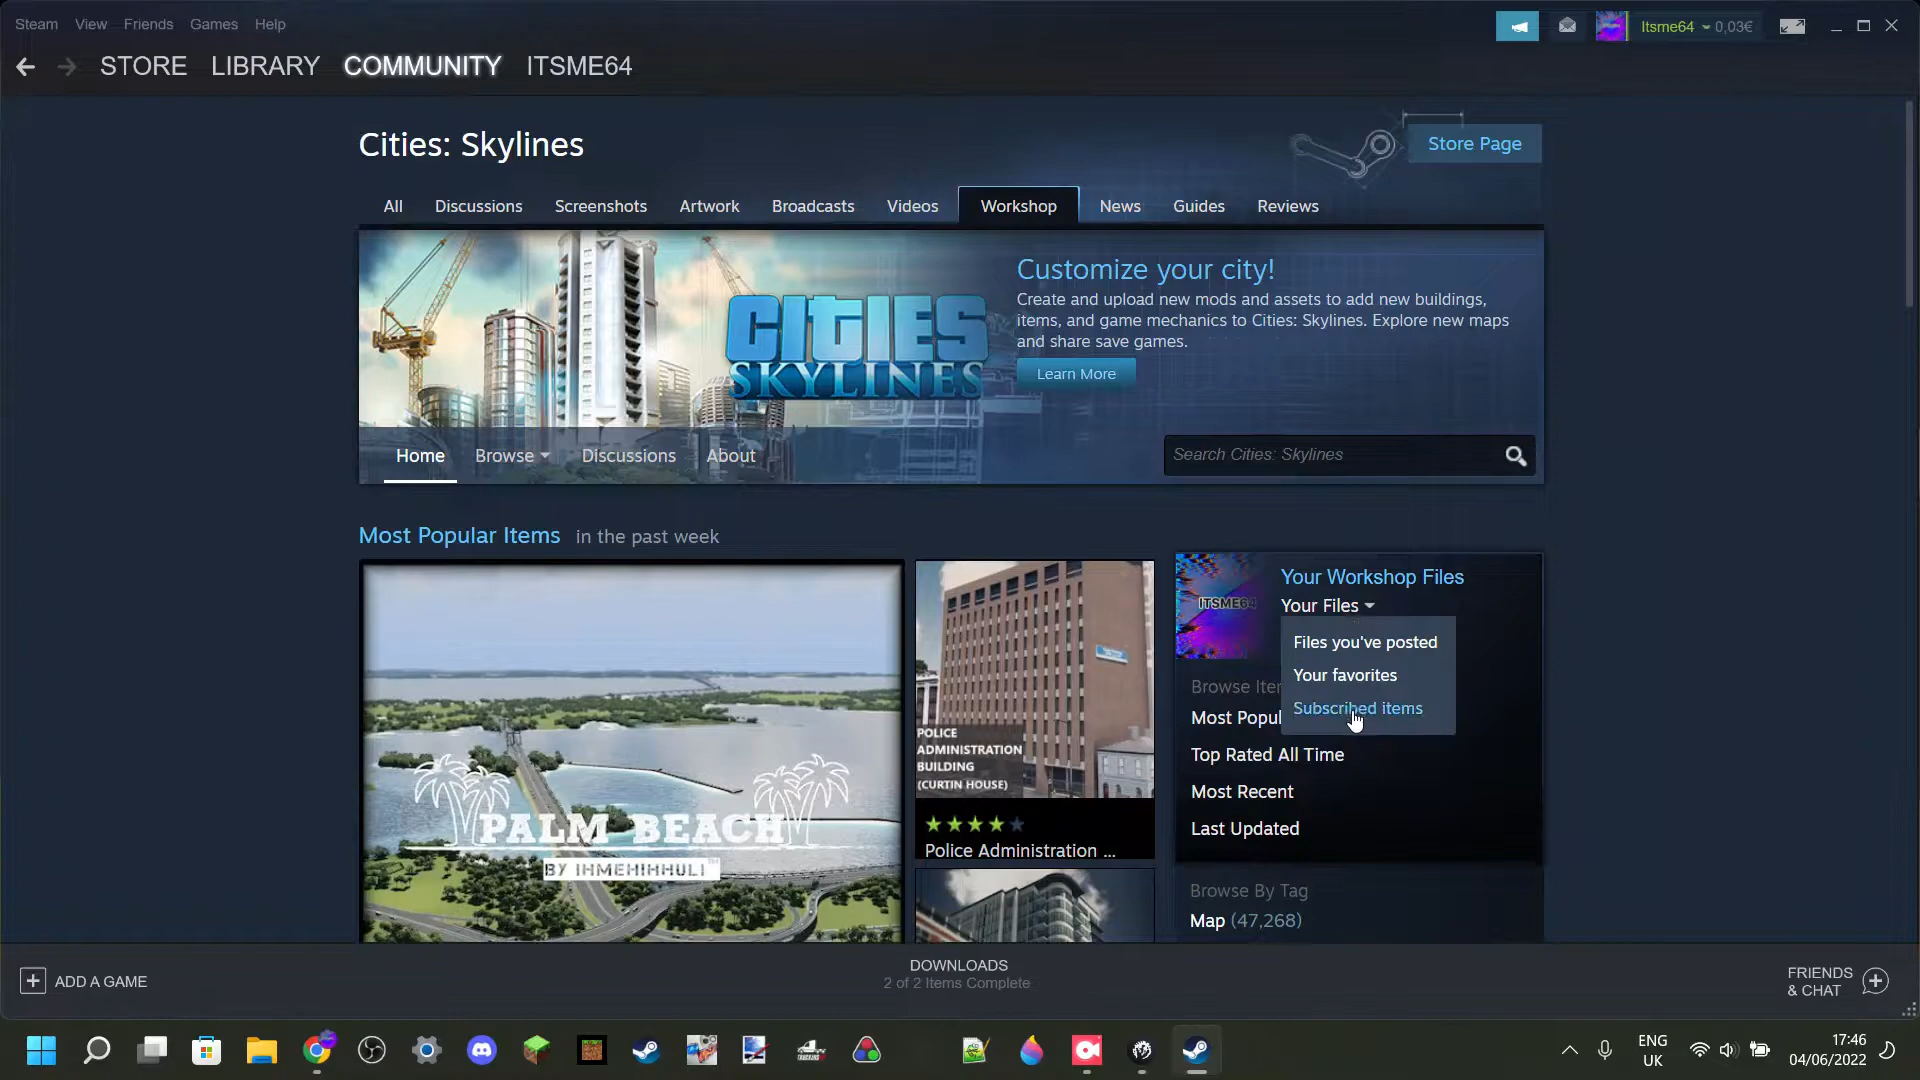 Steam View Friends Games Help
Itsme64 0,03€
STORE LIBRARY COMMUNITY ITSME64
Cities: Skylines
Store Page
All Discussions Screenshots Artwork Broadcasts Videos Workshop News Guides Reviews
CITIES
SKYLINES
Customize your city!
Create and upload new mods and assets to add new buildings,
items, and game mechanics to Cities: Skylines. Explore new maps
and share save games.
Learn More
Home Browse Discussions About
Search Cities: Skylines
Most Popular Items in the past week
PALM BEACH
BY IHMEHIHHULI
POLICE
ADMINISTRATION
BUILDING
(CURTIN HOUSE)
Police Administration ...
ITSME64
Your Workshop Files
Your Files
Files you've posted
Your favorites
Subscribed items
Browse Iter
Most Popul
Top Rated All Time
Most Recent
Last Updated
Browse By Tag
Map (47,268)
ADD A GAME
DOWNLOADS
2 of 2 Items Complete
FRIENDS
& CHAT
ENG
UK
17:46
04/06/2022